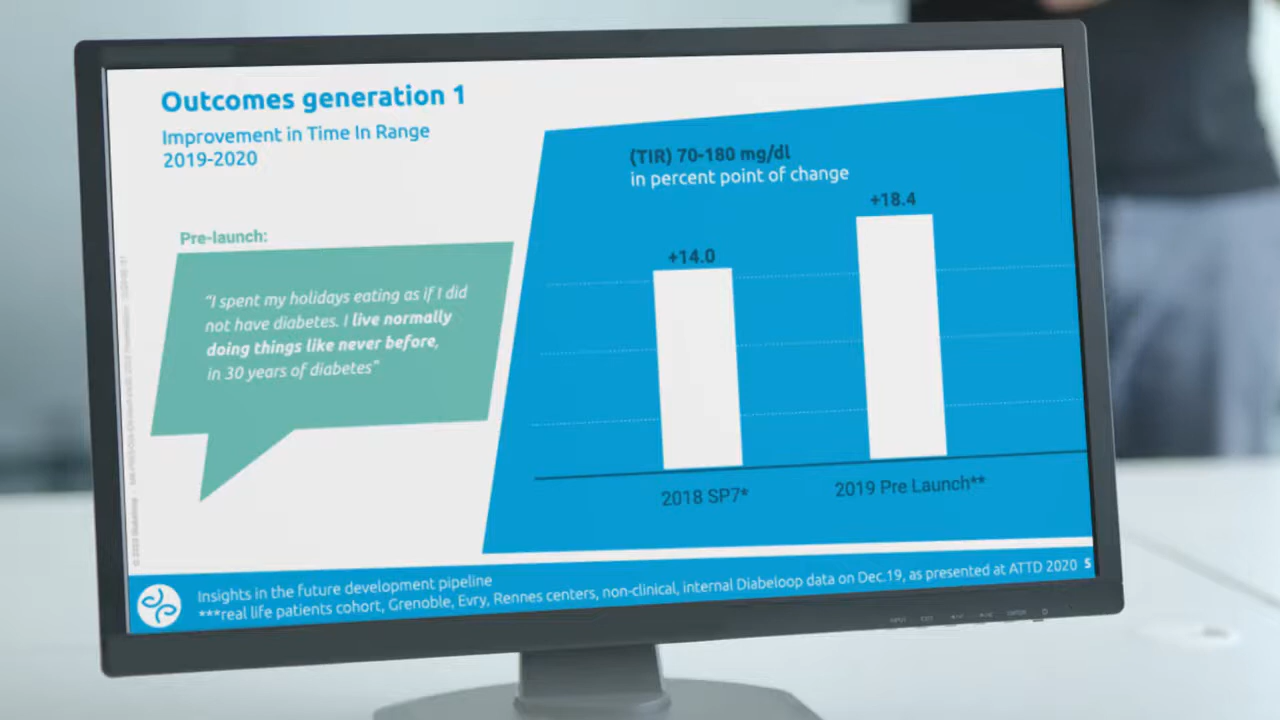 Outcomes generation 1
Improvement in Time In Range
2019-2020
Pre-launch:
“I spent my holidays eating as if I did
not have diabetes. I live normally
doing things like never before,
in 30 years of diabetes”
(TIR) 70-180 mg/dl
in percent point of change
+14.0
+18.4
2018 SP7*
2019 Pre Launch**
Insights in the future development pipeline
***real life patients cohort, Grenoble, Evry, Rennes centers, non-clinical, internal Diabeloop data on Dec.19, as presented at ATTD 2020
5